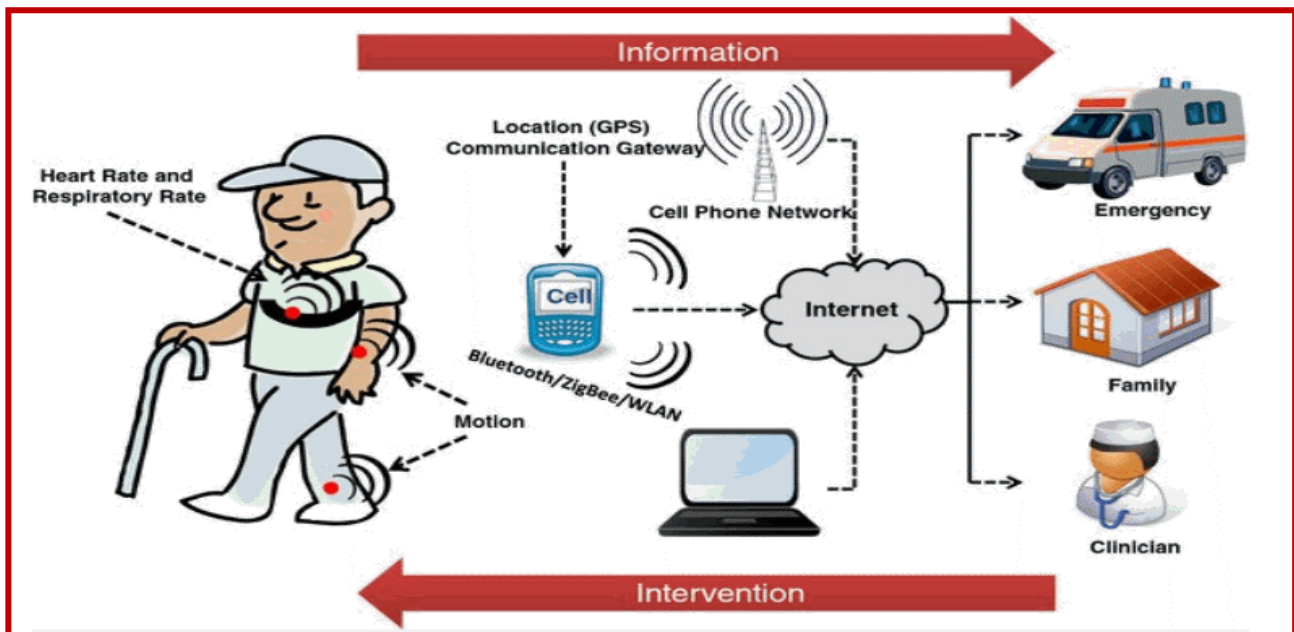 Information
Location (GPS)
Communication Gateway
Heart Rate and
Respiratory Rate
Cell Phone Network
Emergency
Cell
Internet
Bluetooth/ZigBee/WLAN
Family
Motion
Clinician
Intervention